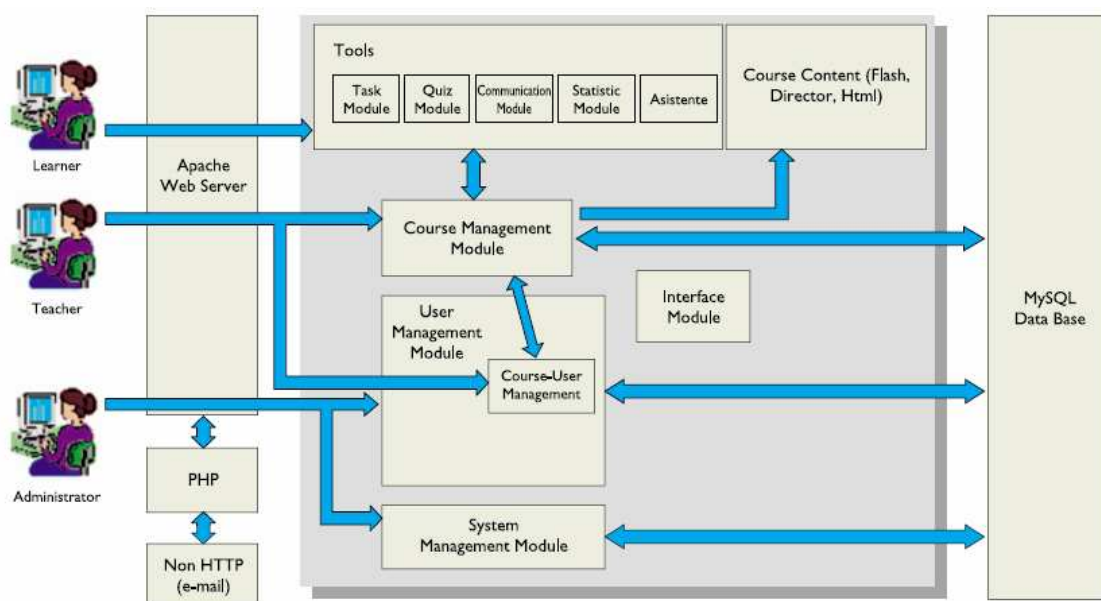 Learner
Teacher
Administrator
Apache
Web Server
PHP
Non HTTP
(e-mail)
Tools
Task
Module
Quiz
Module
Communication
Module
Statistic
Module
Asistente
Course Content (Flash,
Director, Html)
Course Management
Module
User
Management
Module
Course-User
Management
Interface
Module
System
Management Module
MySQL
Data Base